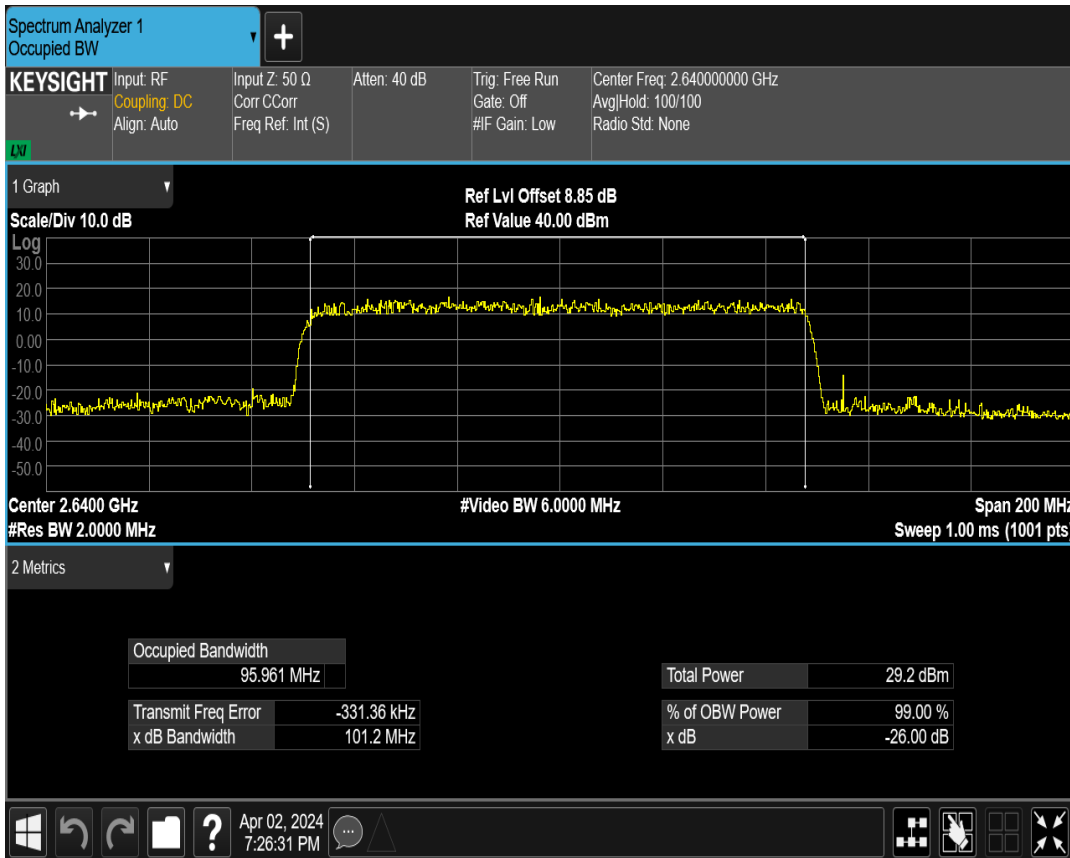 Spectrum Analyzer 1
Occupied BW
KEYSIGHT
LXI
Input: RF
Coupling: DC
Align: Auto
Input Z: 50 Ω
Corr CCorr
Freq Ref: Int (S)
Atten: 40 dB
Trig: Free Run
Gate: Off
#IF Gain: Low
Center Freq: 2.640000000 GHz
Avg|Hold: 100/100
Radio Std: None
1 Graph
Scale/Div 10.0 dB
Ref Lvl Offset 8.85 dB
Ref Value 40.00 dBm
Log
30.0
20.0
10.0
0.00
-10.0
-20.0
-30.0
-40.0
-50.0
Center 2.6400 GHz
#Video BW 6.0000 MHz
Span 200 MHz
#Res BW 2.0000 MHz
Sweep 1.00 ms (1001 pts)
2 Metrics
Occupied Bandwidth
95.961 MHz
Total Power 29.2 dBm
Transmit Freq Error -331.36 kHz
% of OBW Power 99.00 %
x dB Bandwidth 101.2 MHz
x dB -26.00 dB
Apr 02, 2024
7:26:31 PM